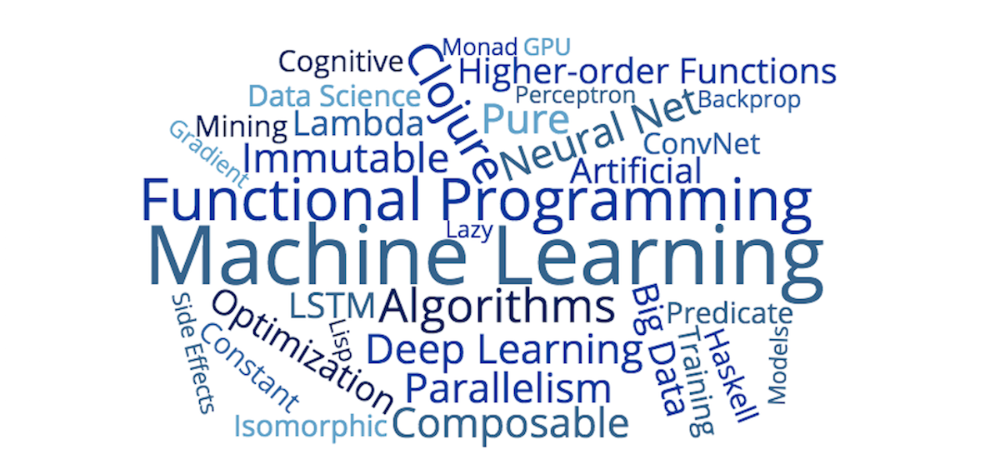 Monad
GPU
Cognitive
Clojure
Higher-order Functions
Data Science
Perceptron
Backprop
Mining
Lambda
Pure
Neural Net
Gradient
ConvNet
Immutable
Artificial
Functional Programming
Lazy
Machine Learning
Side Effects
Optimization
LSTM
Algorithms
Big Data
Predicate
Constant
Lisp
Deep Learning
Training
Haskell
Models
Parallelism
Isomorphic
Composable